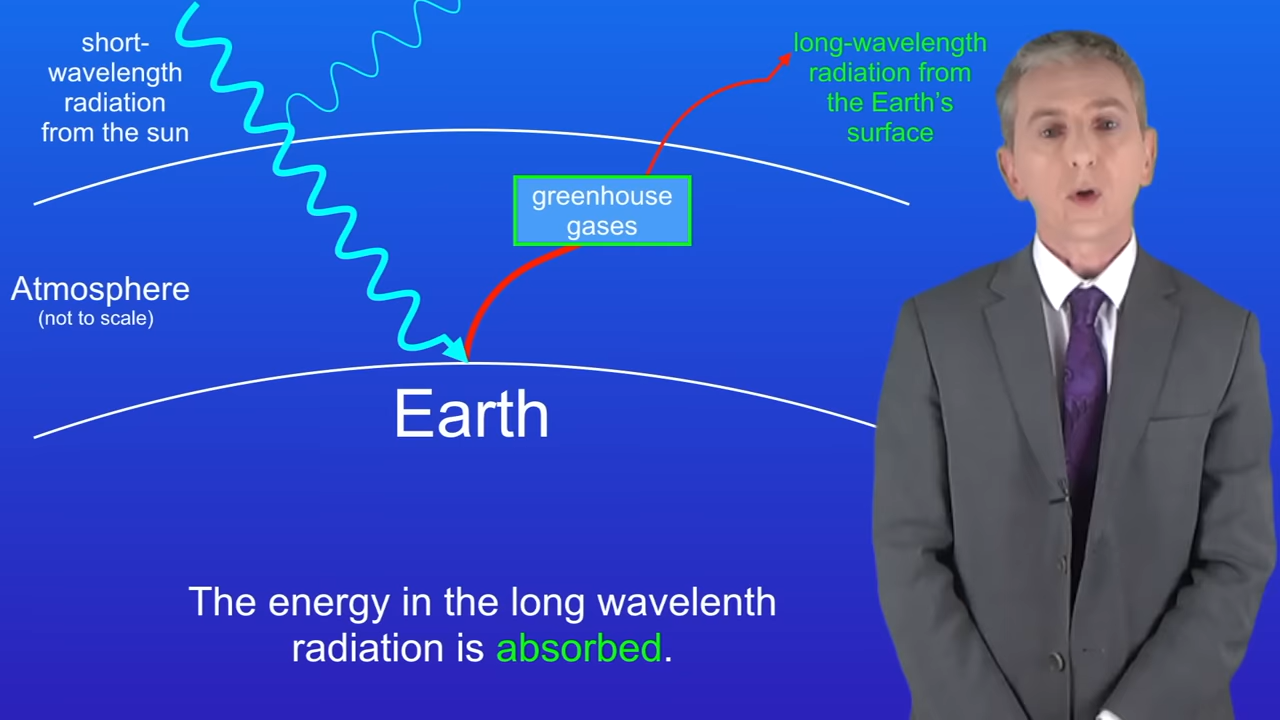 short-
wavelength
radiation
from the sun
long-wavelength
radiation from
the Earth's
surface
greenhouse
gases
Atmosphere
(not to scale)
Earth
The energy in the long wavelenth
radiation is absorbed.